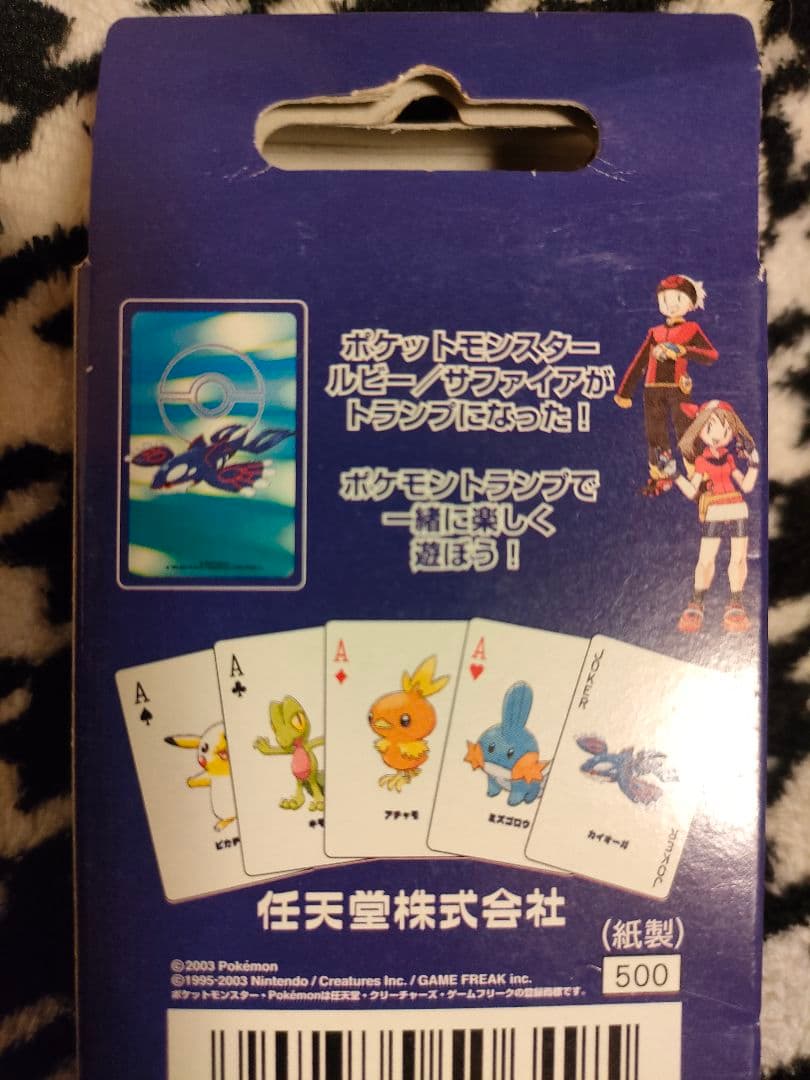 ポケットモンスター
ルビー／サファイアが
トランプになった！
ポケモントランプで
一緒に楽しく
遊ぼう！
A
A
A
A
JOKER
ピカ
キモ
アチャモ
ミズゴロウ
カイオーガ
JOKER
任天堂株式会社
(紙製)
500
©2003 Pokémon
©1995-2003 Nintendo / Creatures Inc. / GAME FREAK inc.
ポケットモンスター・Pokémonは任天堂・クリーチャーズ・ゲームフリークの登録商標です。